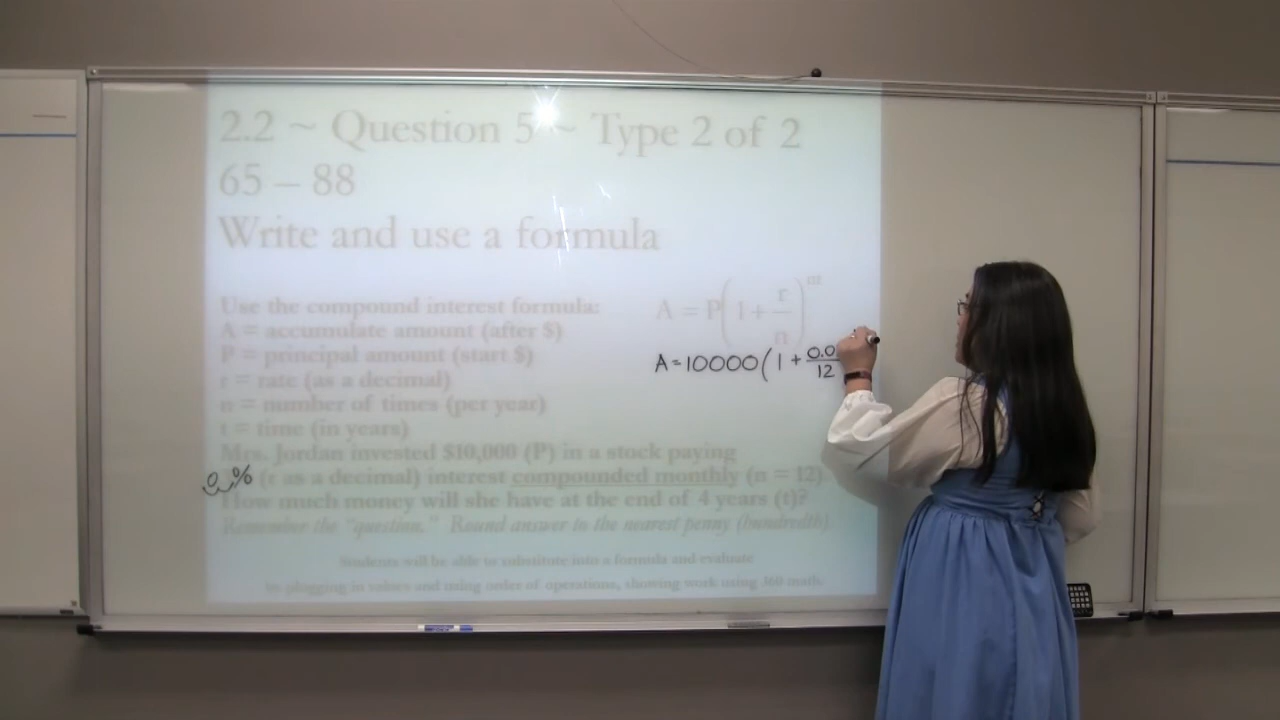 2.2 ~ Question 5 ~ Type 2 of 2
65 – 88
Write and use a formula
Use the compound interest formula:
A = accumulate amount (after $)
P = principal amount (start $)
r = rate (as a decimal)
n = number of times (per year)
t = time (in years)
A = P(1 + r/n)^nt
A=10000(1 + 0.0/12
Mrs. Jordan invested $10,000 (P) in a stock paying
% (r as a decimal) interest compounded monthly (n = 12)
How much money will she have at the end of 4 years (t)?
Remember the "question." Round answer to the nearest penny (hundredth)
Students will be able to substitute into a formula and evaluate
by plugging in values and using order of operations, showing work using 360 math.